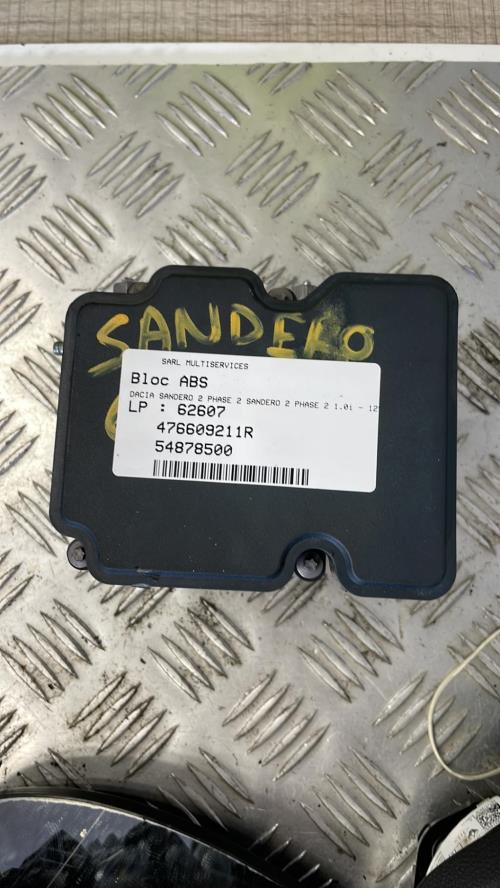 SANDERO
SARL MULTISERVICES
Bloc ABS
DACIA SANDERO 2 PHASE 2 SANDERO 2 PHASE 2 1.0i - 12
LP : 62607
476609211R
54878500